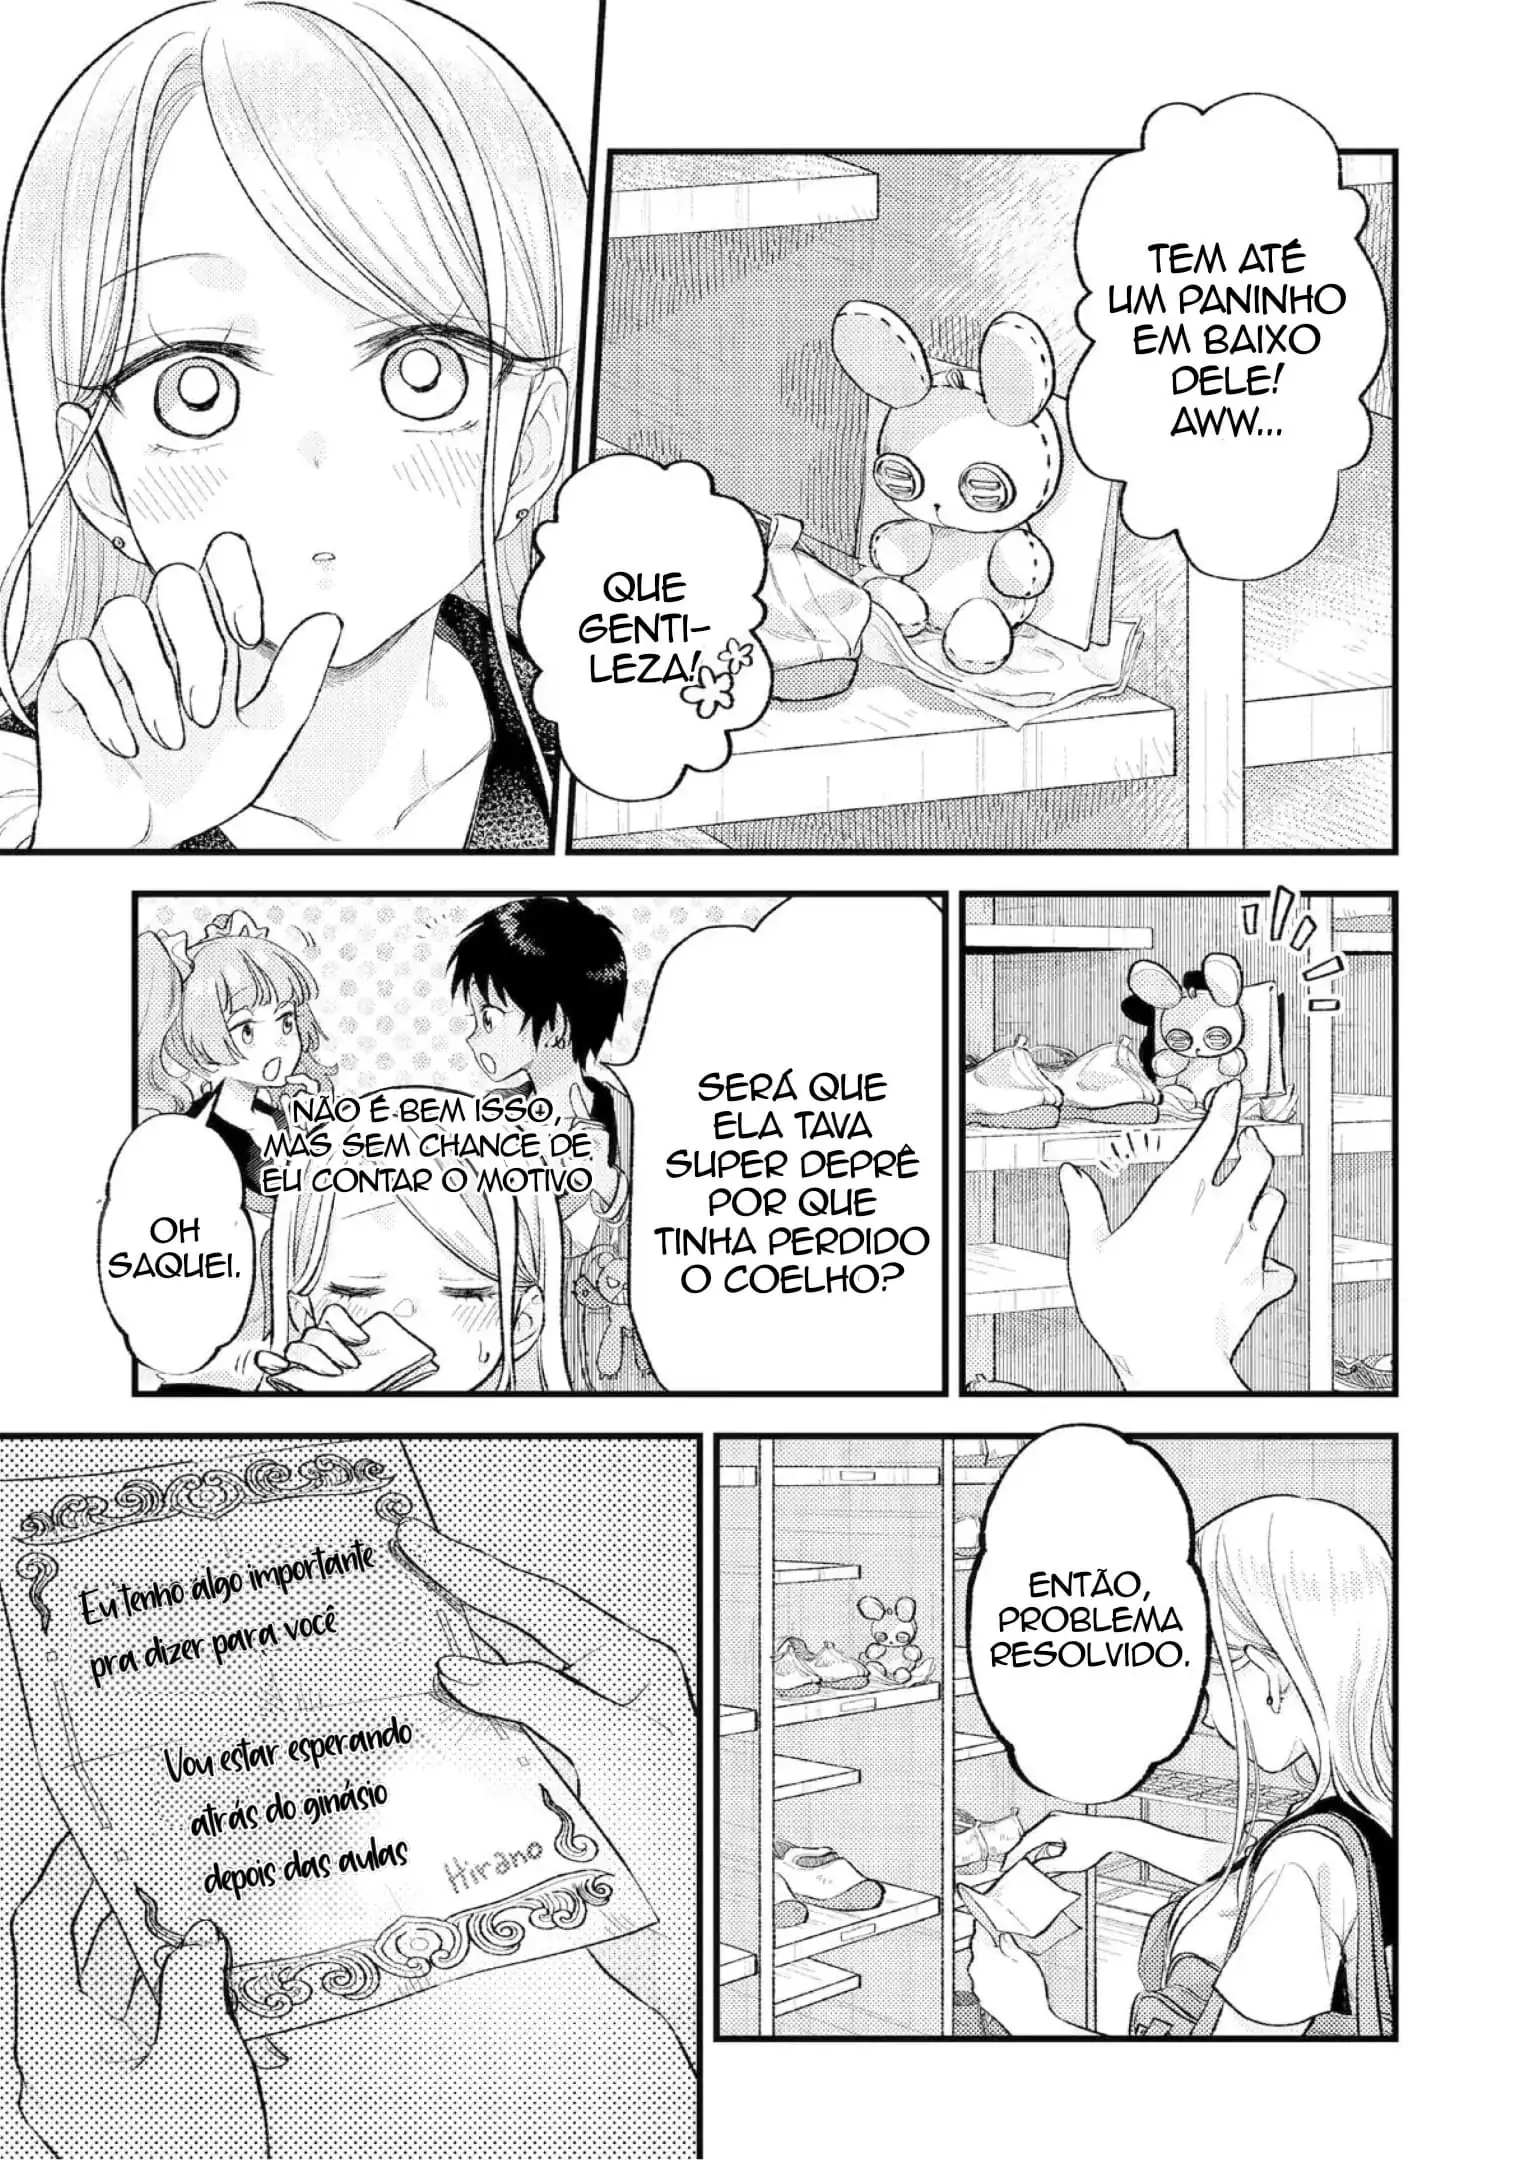 TEM ATÉ
UM PANINHO
EM BAIXO
DELE!
AWW...
QUE
GENTI-
LEZA!
SERÁ QUE
ELA TAVA
SUPER DEPRÊ
POR QUE
TINHA PERDIDO
O COELHO?
NÃO É BEM ISSO,
MAS SEM CHANCE DE
EU CONTAR O MOTIVO
OH
SAQUEI.
ENTÃO,
PROBLEMA
RESOLVIDO.
Eu tenho algo importante
pra dizer para você
Vou estar esperando
atrás do ginásio
depois das aulas
Hirano